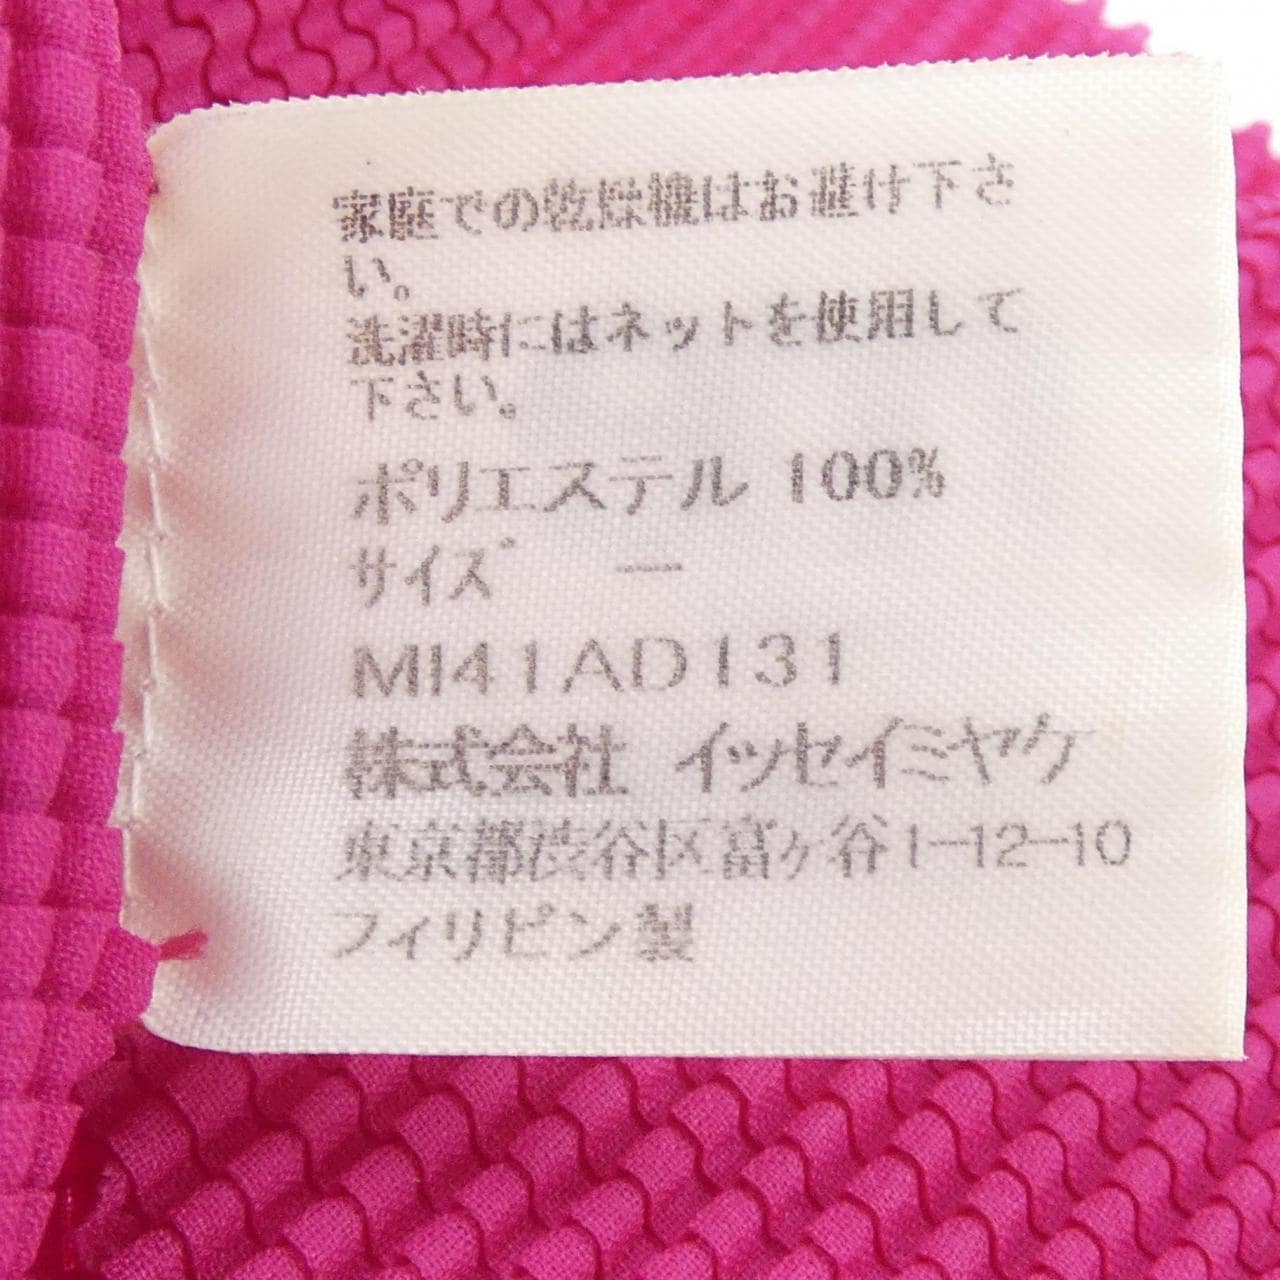 家庭での乾燥機はお避け下さ
い。
洗濯時にはネットを使用して
下さい。
ポリエステル 100%
サイズ ー
MI41AD131
株式会社 イッセイミヤケ
東京都渋谷区富ヶ谷1-12-10
フィリピン製